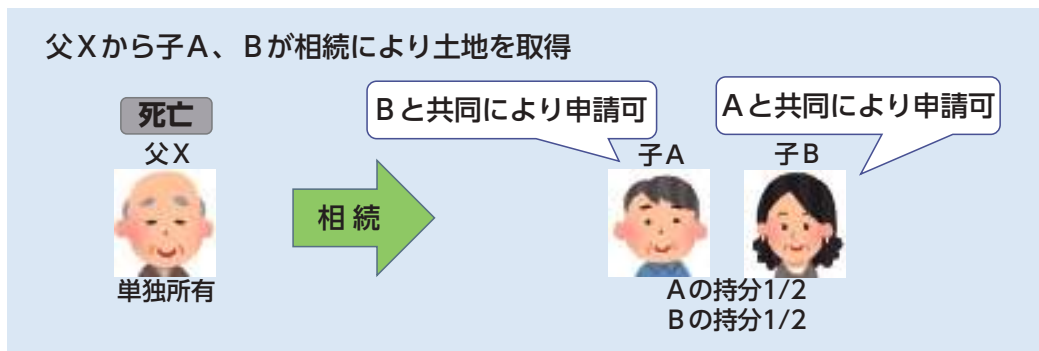 父Xから子A、Bが相続により土地を取得
死亡
父X
単独所有
相 続
Bと共同により申請可
子A
Aと共同により申請可
子B
Aの持分1/2
Bの持分1/2